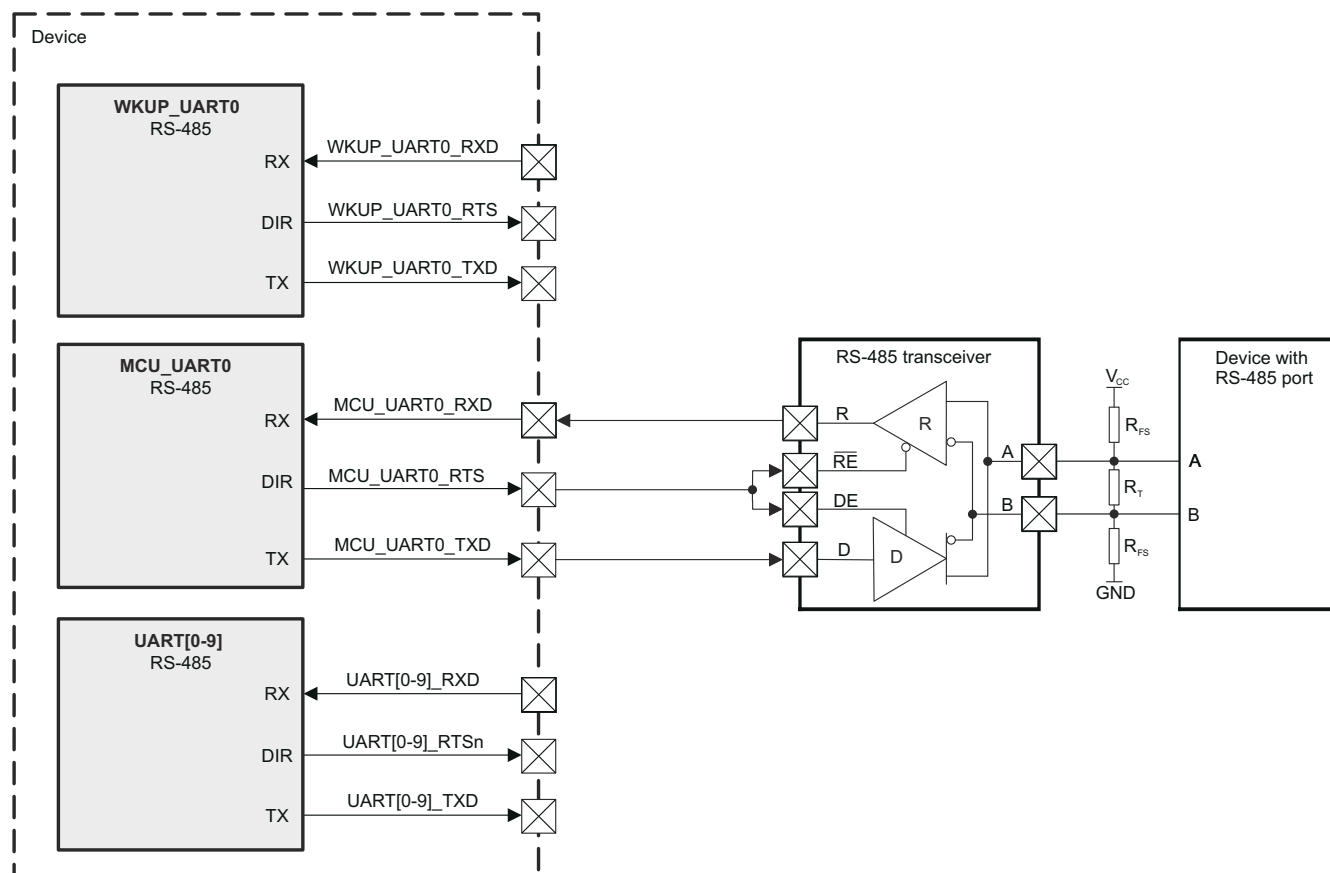 Device
WKUP_UART0
RS-485
RX
WKUP_UART0_RXD
DIR
WKUP_UART0_RTS
TX
WKUP_UART0_TXD
MCU_UART0
RS-485
RX
MCU_UART0_RXD
DIR
MCU_UART0_RTS
TX
MCU_UART0_TXD
UART[0-9]
RS-485
RX
UART[0-9]_RXD
DIR
UART[0-9]_RTSn
TX
UART[0-9]_TXD
RS-485 transceiver
R
R
RE
DE
D
D
A
B
VCC
RFS
RT
RFS
GND
Device with
RS-485 port
A
B